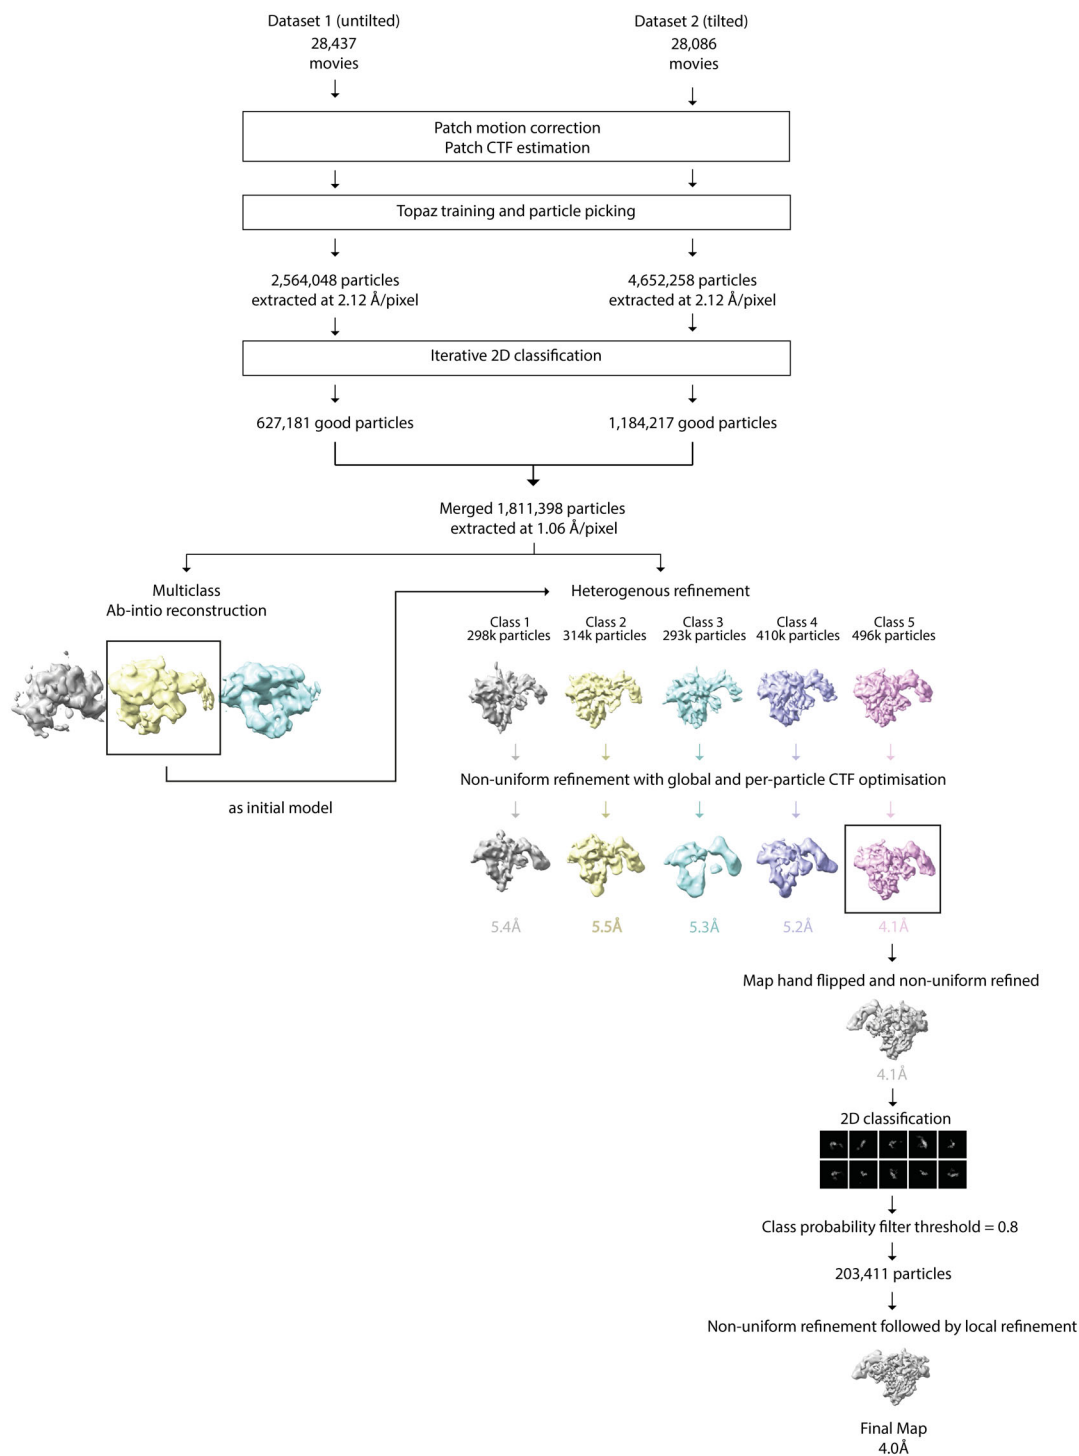 Dataset 1 (untilted)
28,437
movies
Dataset 2 (tilted)
28,086
movies
Patch motion correction
Patch CTF estimation
Topaz training and particle picking
2,564,048 particles
extracted at 2.12 Å/pixel
4,652,258 particles
extracted at 2.12 Å/pixel
Iterative 2D classification
627,181 good particles
1,184,217 good particles
Merged 1,811,398 particles
extracted at 1.06 Å/pixel
Multiclass
Ab-intio reconstruction
as initial model
Heterogenous refinement
Class 1
298k particles
Class 2
314k particles
Class 3
293k particles
Class 4
410k particles
Class 5
496k particles
Non-uniform refinement with global and per-particle CTF optimisation
5.4Å
5.5Å
5.3Å
5.2Å
4.1Å
Map hand flipped and non-uniform refined
4.1Å
2D classification
Class probability filter threshold = 0.8
203,411 particles
Non-uniform refinement followed by local refinement
Final Map
4.0Å